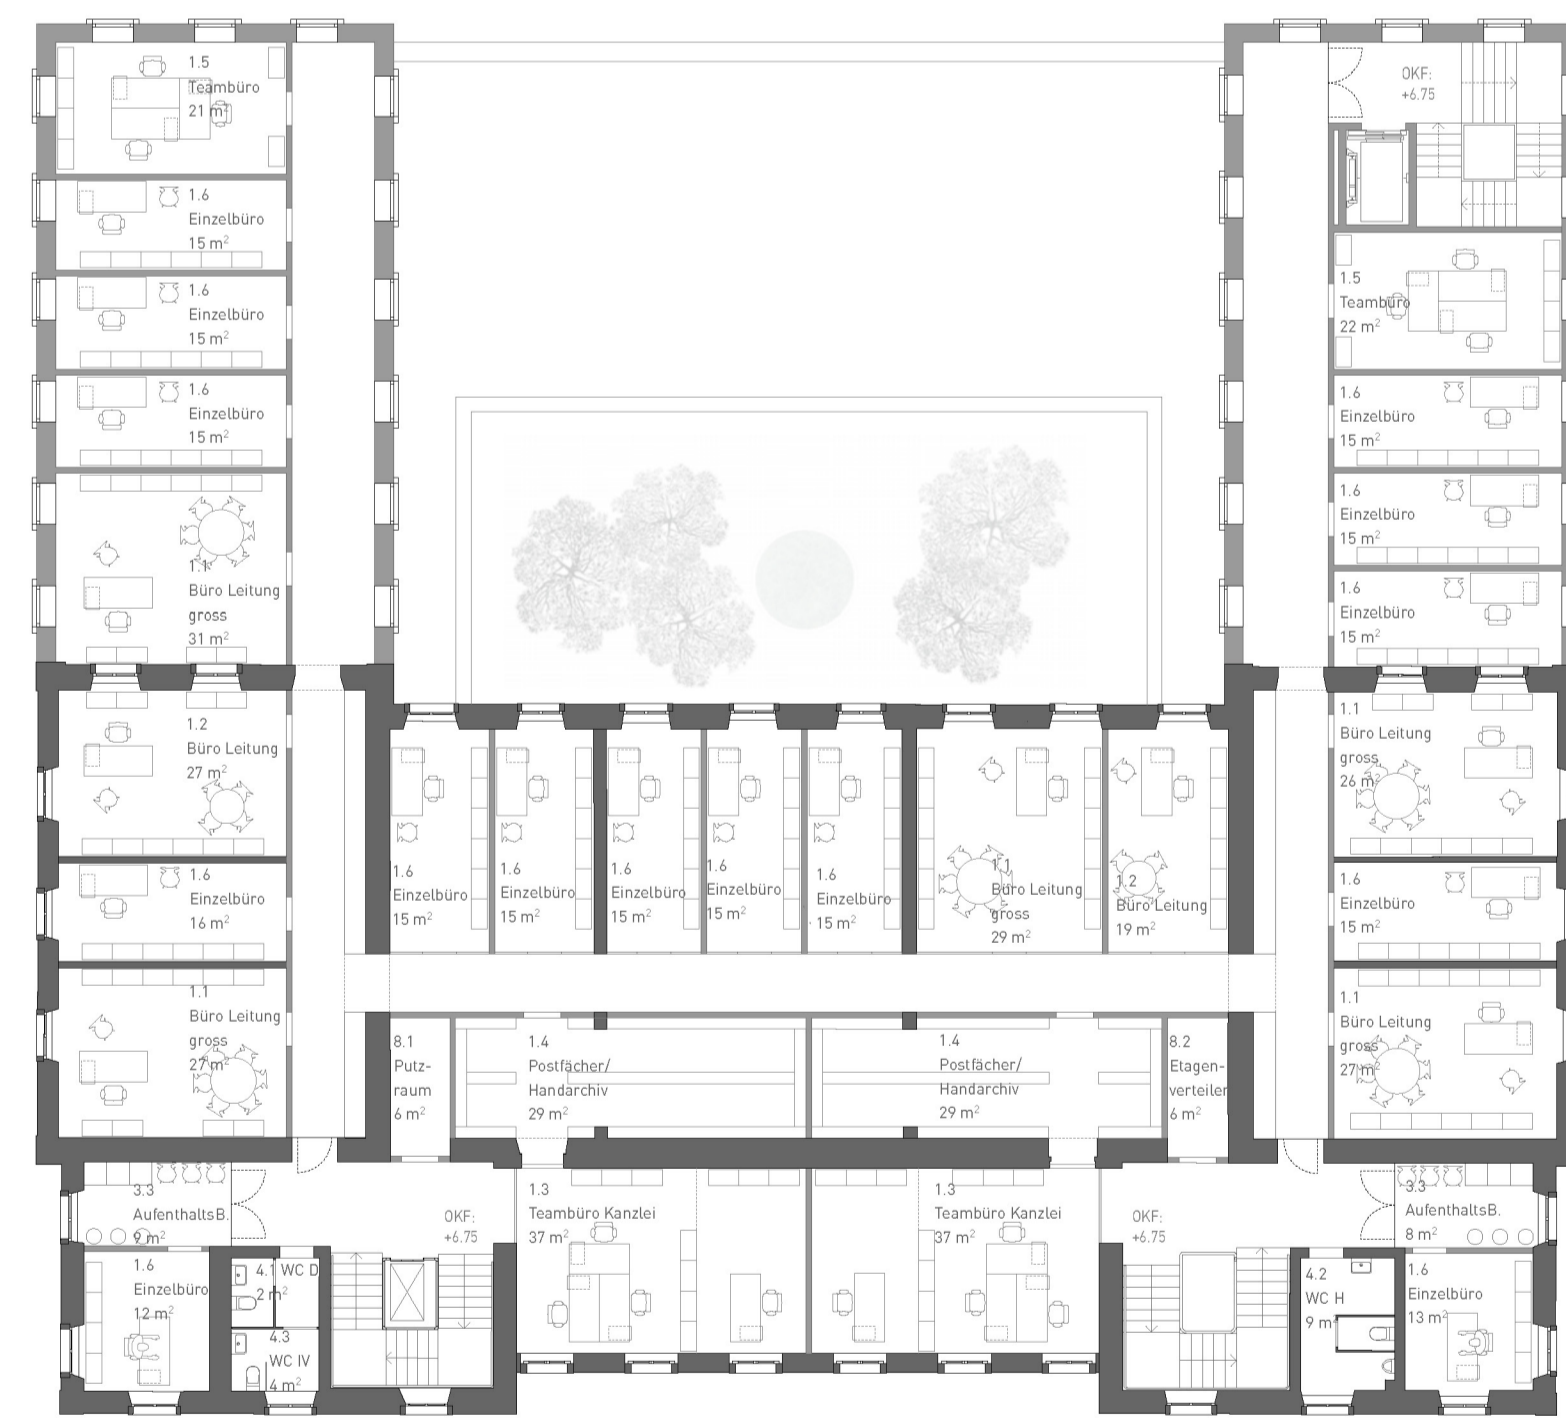 1.5
Teambüro
21 m²
1.6
Einzelbüro
15 m²
1.6
Einzelbüro
15 m²
1.6
Einzelbüro
15 m²
1.1
Büro Leitung
gross
31 m²
1.2
Büro Leitung
27 m²
1.6
Einzelbüro
16 m²
1.1
Büro Leitung
gross
27 m²
OKF:
+6.75
1.5
Teambüro
22 m²
1.6
Einzelbüro
15 m²
1.6
Einzelbüro
15 m²
1.6
Einzelbüro
15 m²
1.1
Büro Leitung
gross
26 m²
1.6
Einzelbüro
15 m²
1.1
Büro Leitung
gross
27 m²
1.6
Einzelbüro
15 m²
1.6
Einzelbüro
15 m²
1.6
Einzelbüro
15 m²
1.6
Einzelbüro
15 m²
1.6
Einzelbüro
15 m²
1.1
Büro Leitung
gross
29 m²
1.2
Büro Leitung
19 m²
8.1
Putz-
raum
6 m²
1.4
Postfächer/
Handarchiv
29 m²
1.4
Postfächer/
Handarchiv
29 m²
8.2
Etagen-
verteiler
6 m²
3.3
AufenthaltsB.
9 m²
1.6
Einzelbüro
12 m²
4.1 WC D
2 m²
4.3
WC IV
4 m²
OKF:
+6.75
1.3
Teambüro Kanzlei
37 m²
1.3
Teambüro Kanzlei
37 m²
OKF:
+6.75
4.2
WC H
9 m²
3.3
AufenthaltsB.
8 m²
1.6
Einzelbüro
13 m²